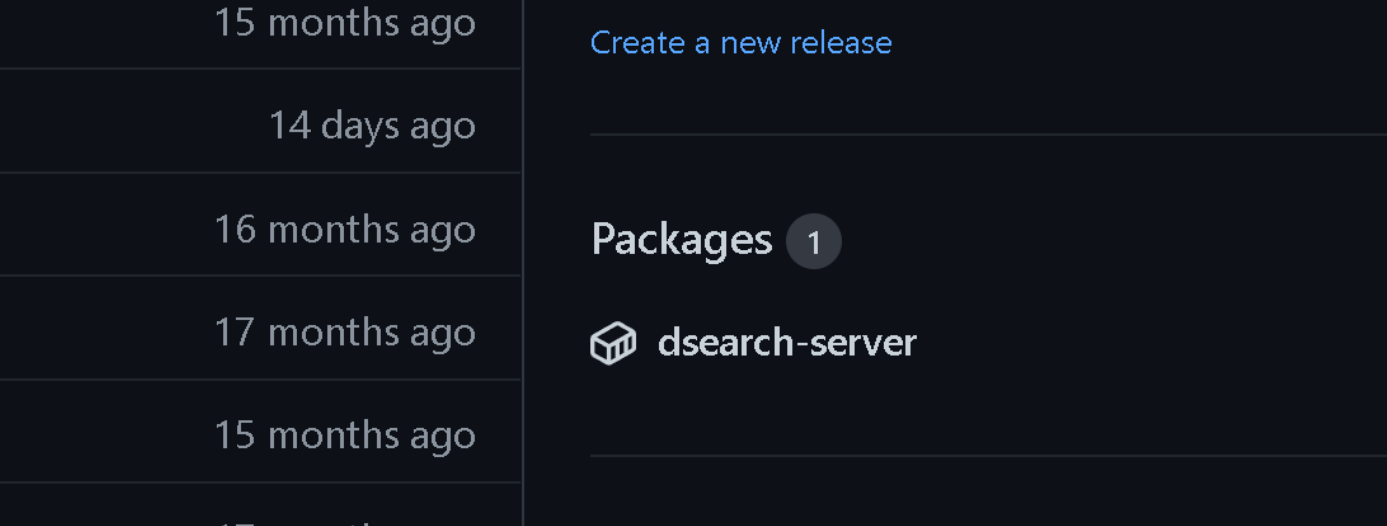 15 months ago
14 days ago
16 months ago
17 months ago
15 months ago
Create a new release
Packages 1
dsearch-server